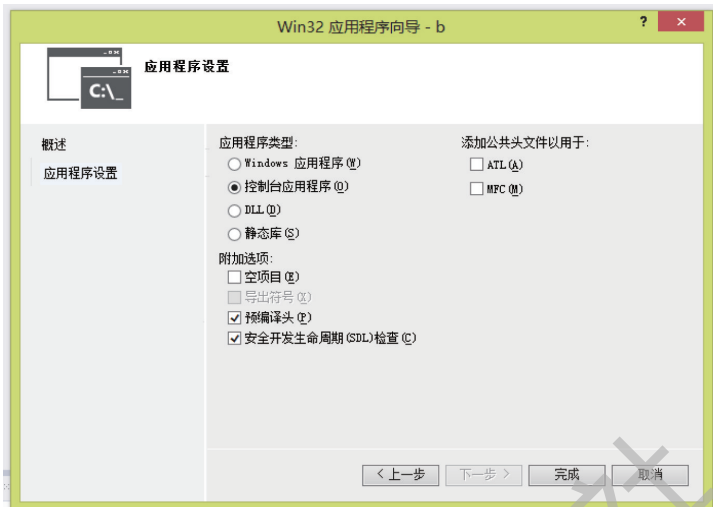 Win32 应用程序向导 - b
? ×
C:\_
应用程序设置
概述
应用程序设置
应用程序类型:
Windows 应用程序(W)
控制台应用程序(O)
DLL(D)
静态库(S)
附加选项:
空项目(E)
导出符号(X)
预编译头(P)
安全开发生命周期(SDL)检查(C)
添加公共头文件以用于:
ATL(A)
MFC(M)
< 上一步
下一步 >
完成
取消